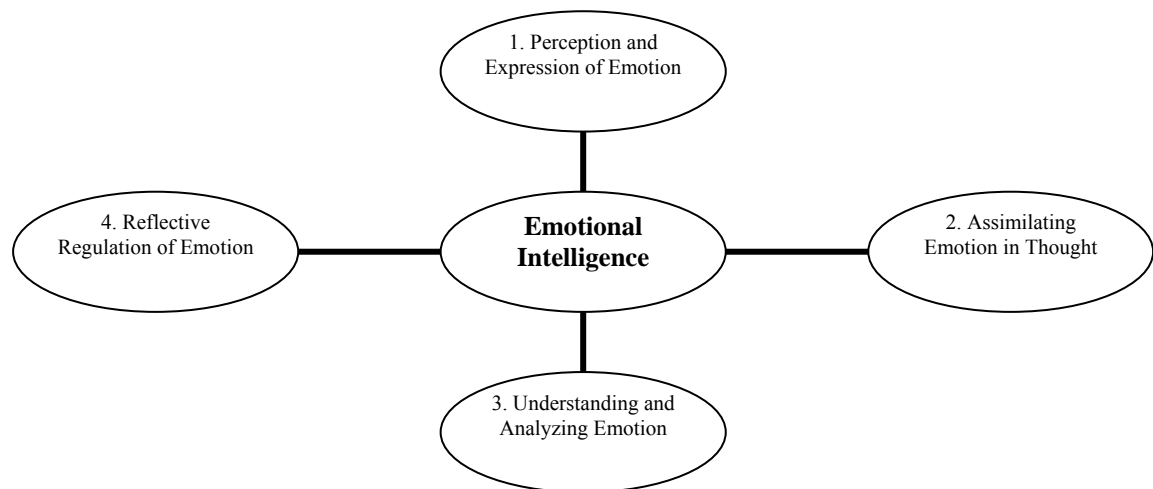 1. Perception and
Expression of Emotion
4. Reflective
Regulation of Emotion
Emotional
Intelligence
2. Assimilating
Emotion in Thought
3. Understanding and
Analyzing Emotion